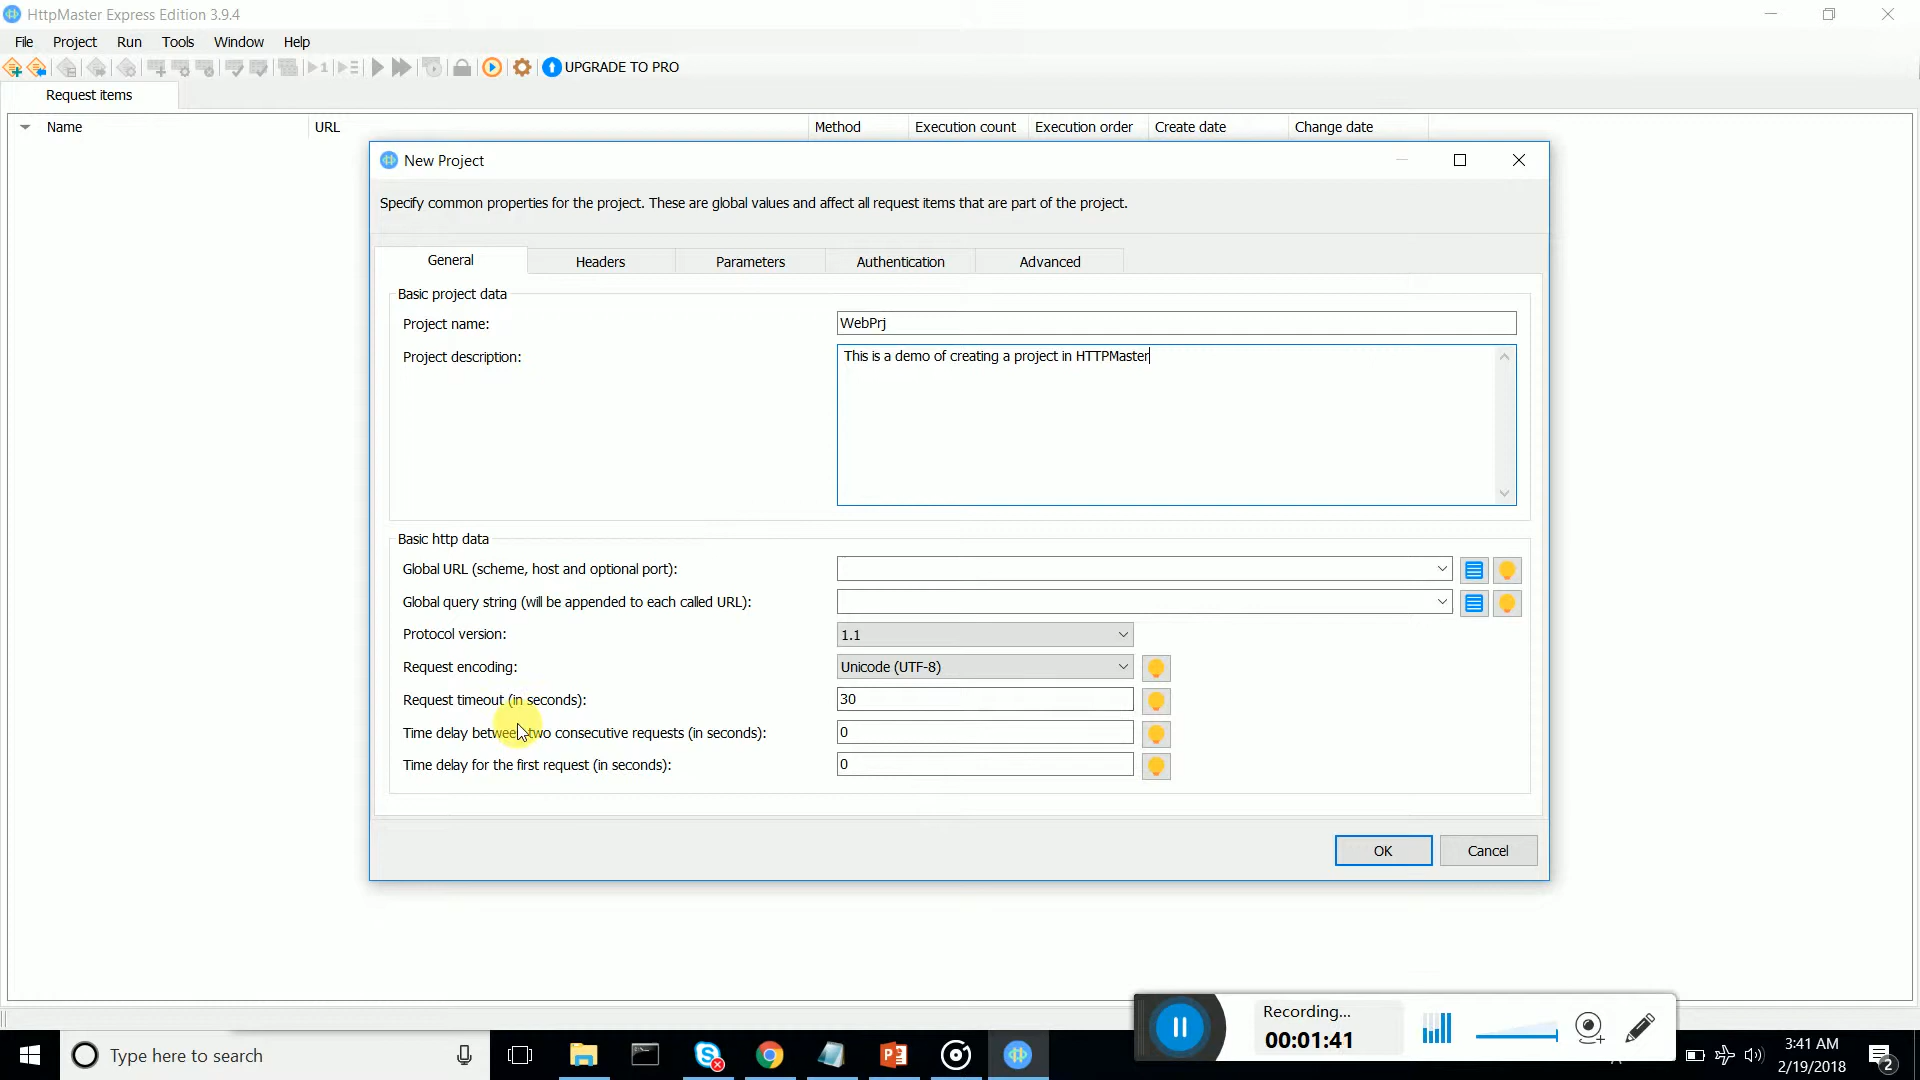 HttpMaster Express Edition 3.9.4
File Project Run Tools Window Help
UPGRADE TO PRO
Request items
Name URL Method Execution count Execution order Create date Change date
New Project
Specify common properties for the project. These are global values and affect all request items that are part of the project.
General Headers Parameters Authentication Advanced
Basic project data
Project name: WebPrj
Project description: This is a demo of creating a project in HTTPMaster
Basic http data
Global URL (scheme, host and optional port):
Global query string (will be appended to each called URL):
Protocol version: 1.1
Request encoding: Unicode (UTF-8)
Request timeout (in seconds): 30
Time delay between two consecutive requests (in seconds): 0
Time delay for the first request (in seconds): 0
OK Cancel
Recording...
00:01:41
Type here to search
3:41 AM
2/19/2018
2